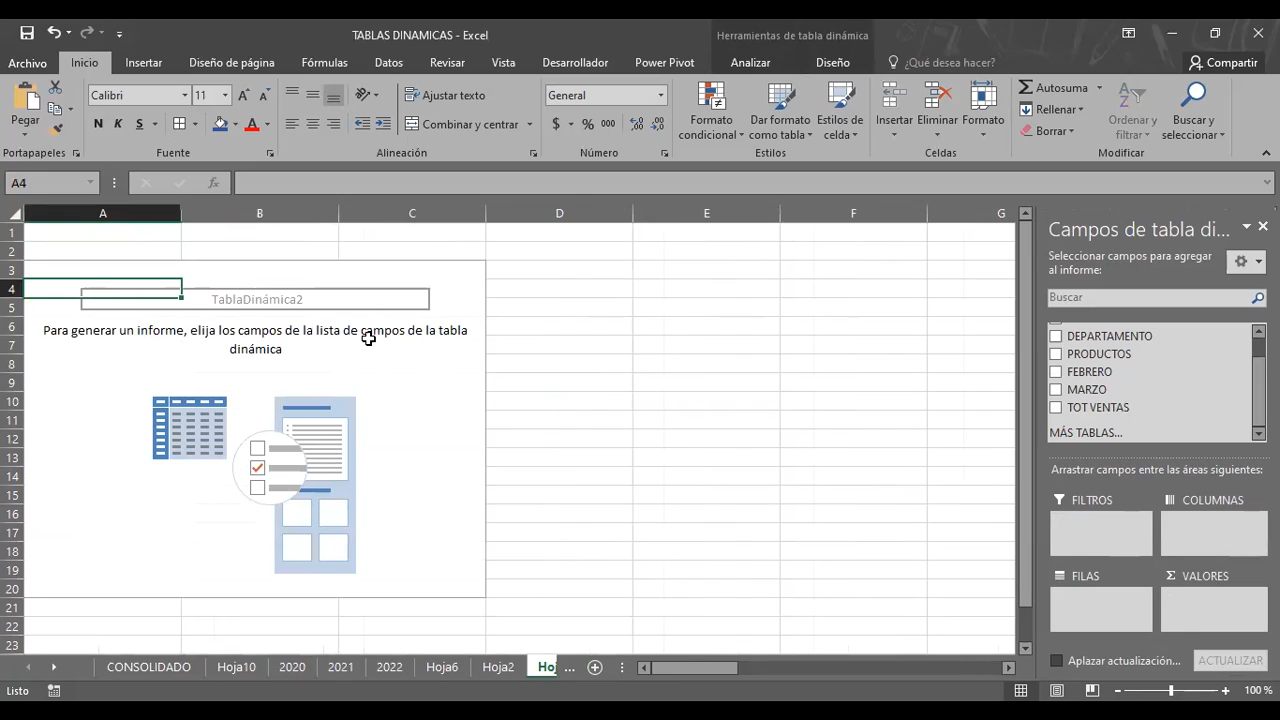 TABLAS DINAMICAS - Excel
Herramientas de tabla dinámica
Archivo Inicio Insertar Diseño de página Fórmulas Datos Revisar Vista Desarrollador Power Pivot Analizar Diseño ¿Qué desea hacer? Compartir
Pegar
Calibri 11
N K S
Ajustar texto
Combinar y centrar
General
$ % 000
Formato condicional
Dar formato como tabla
Estilos de celda
Insertar
Eliminar
Formato
Autosuma
Rellenar
Borrar
Ordenar y filtrar
Buscar y seleccionar
Portapapeles Fuente Alineación Número Estilos Celdas Modificar
A4
fx
A B C D E F G
1
2
3
4
5
6
7
8
9
10
11
12
13
14
15
16
17
18
19
20
21
22
23
TablaDinámica2
Para generar un informe, elija los campos de la lista de campos de la tabla
dinámica
Campos de tabla di...
Seleccionar campos para agregar
al informe:
Buscar
DEPARTAMENTO
PRODUCTOS
FEBRERO
MARZO
TOT VENTAS
MÁS TABLAS...
Arrastrar campos entre las áreas siguientes:
FILTROS COLUMNAS
FILAS Σ VALORES
Aplazar actualización... ACTUALIZAR
CONSOLIDADO Hoja10 2020 2021 2022 Hoja6 Hoja2 Hoj ...
Listo
100 %